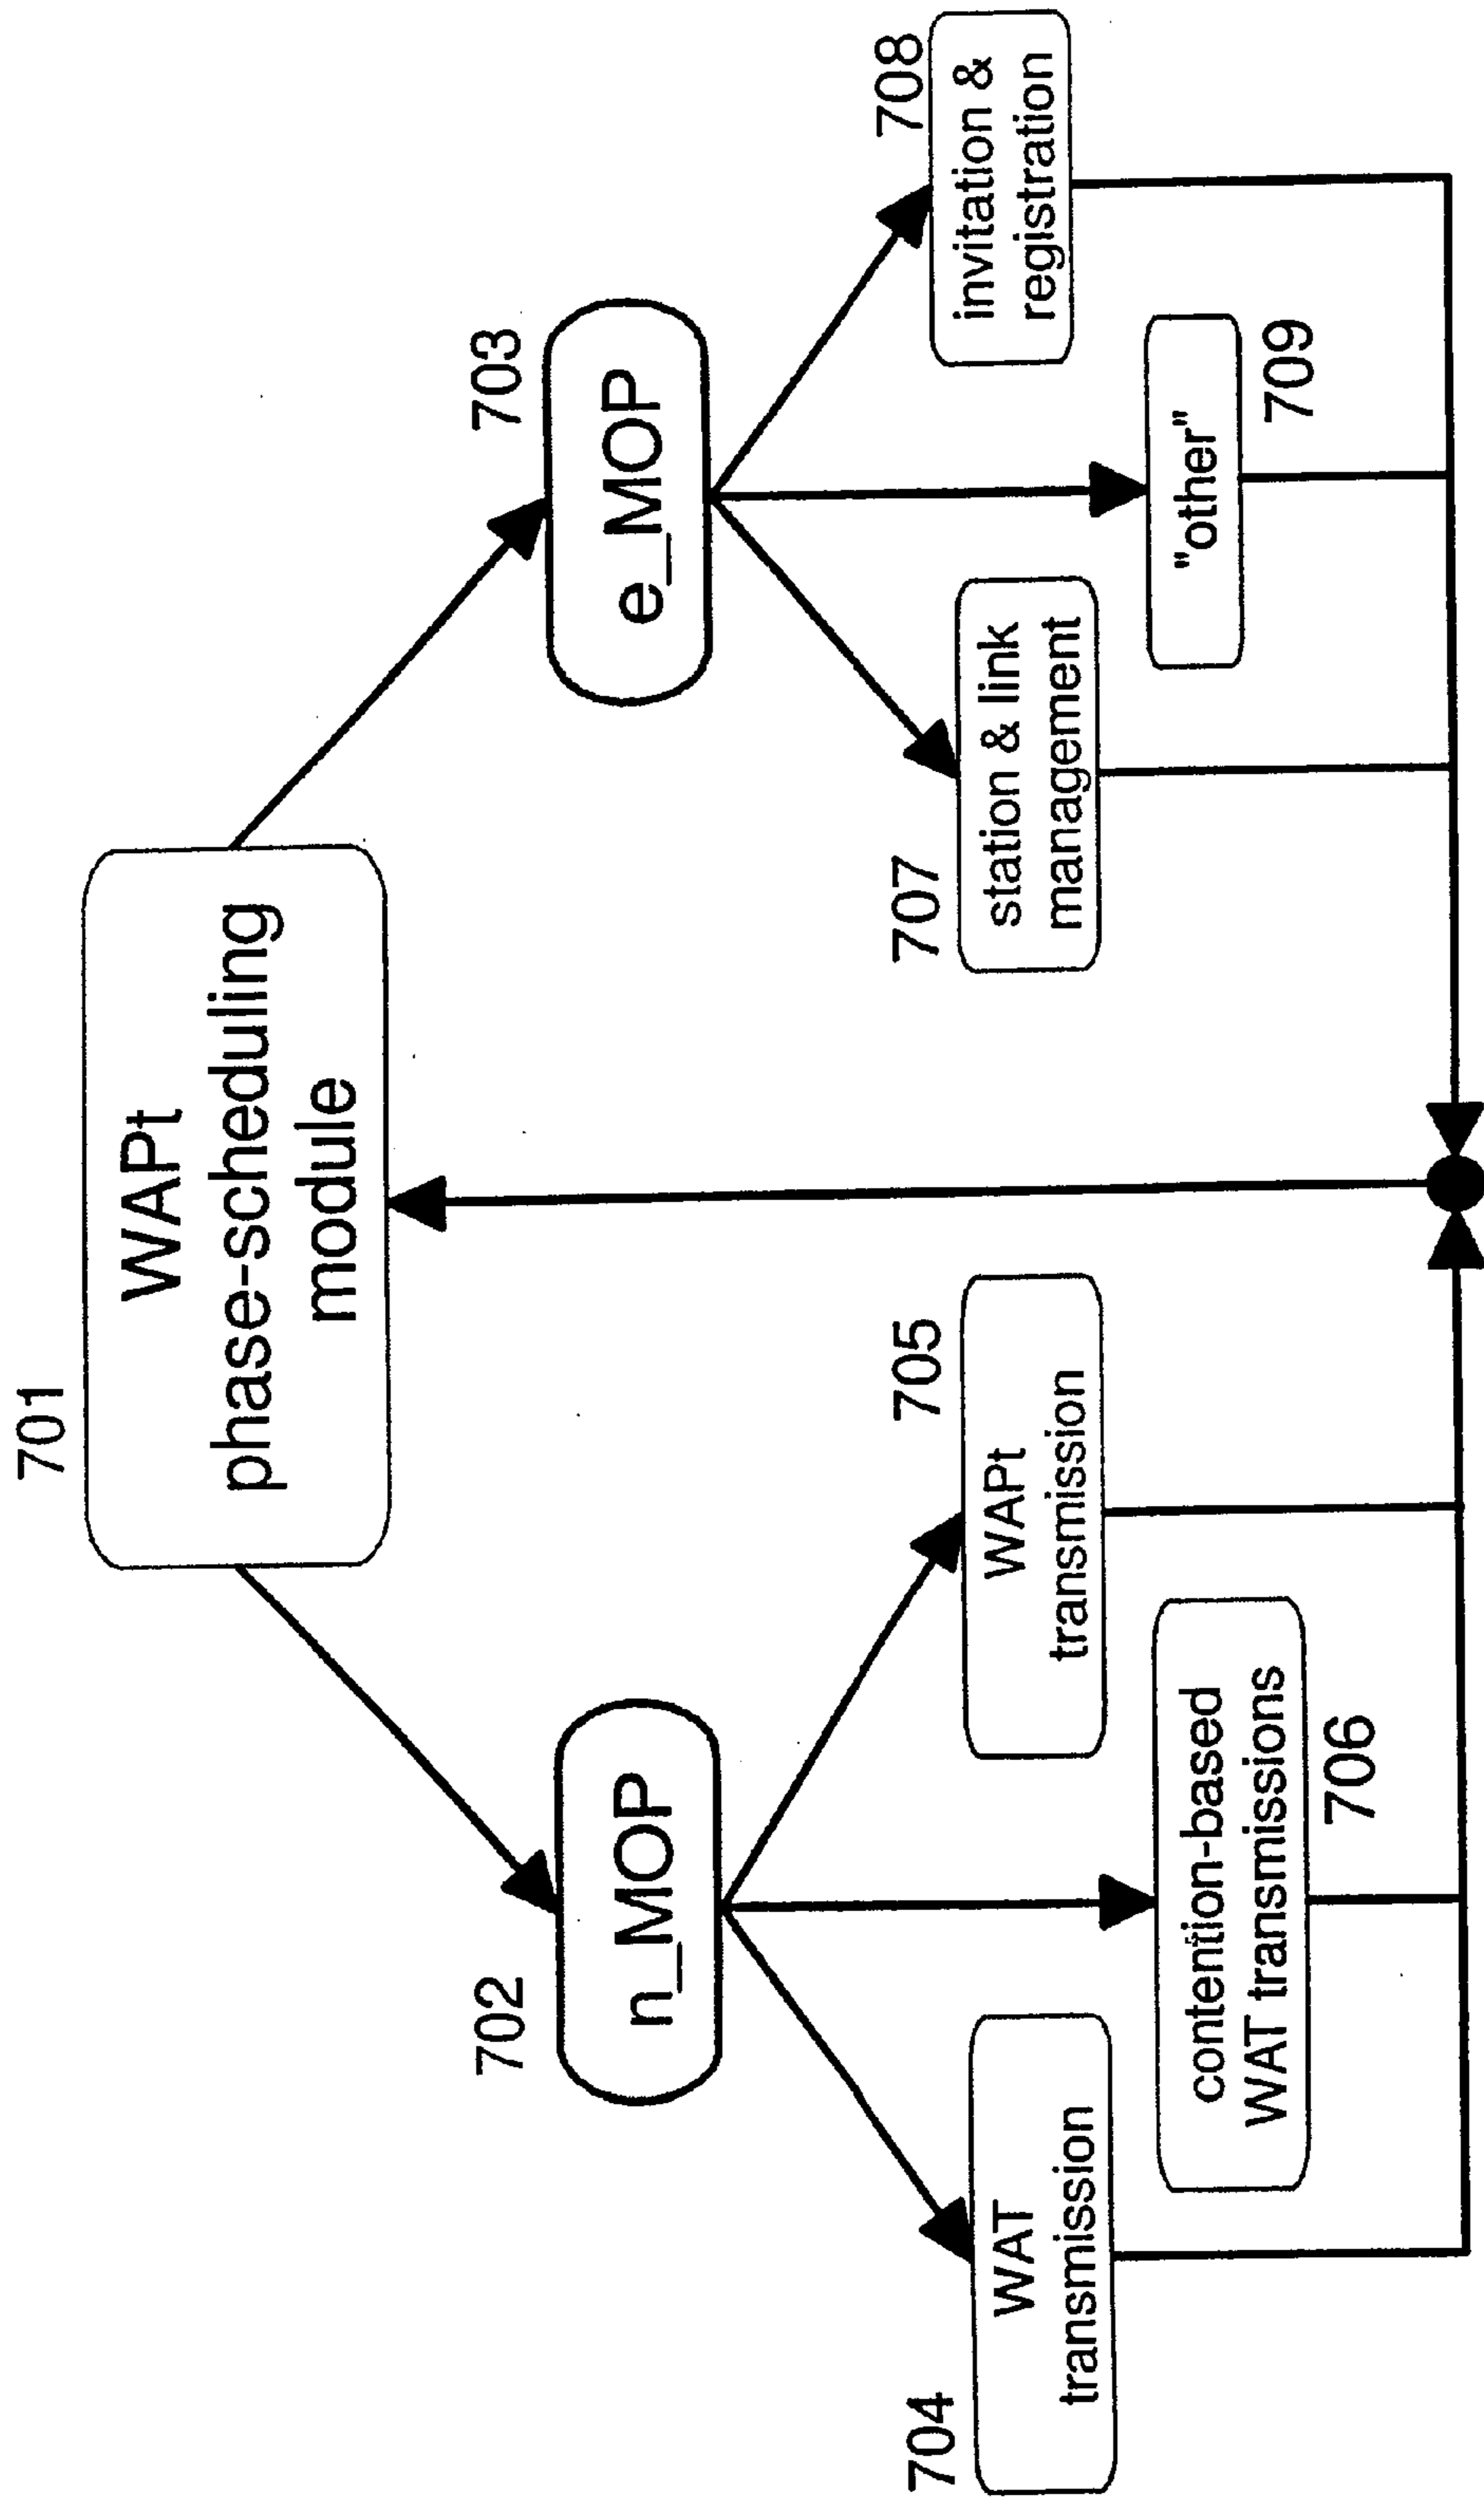 701
WAPt
phase-scheduling
module
702
n_MOP
703
e_MOP
704
WAT
transmission
705
WAPt
transmission
contention-based
WAT transmissions
706
707
station & link
management
708
invitation &
registration
"other"
709